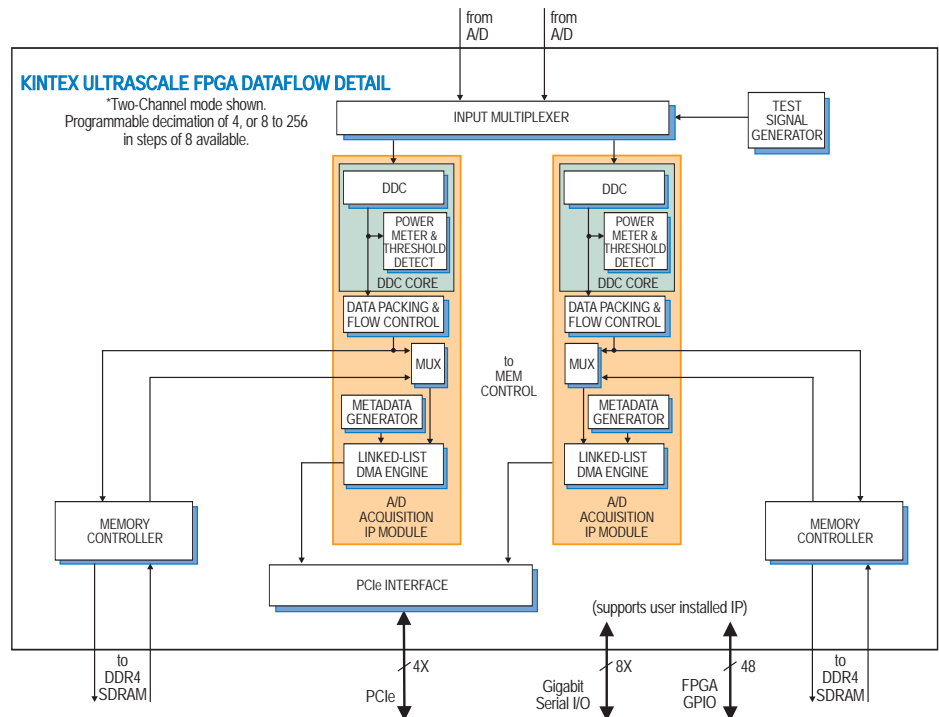 from
A/D
from
A/D
KINTEX ULTRASCALE FPGA DATAFLOW DETAIL
*Two-Channel mode shown.
Programmable decimation of 4, or 8 to 256
in steps of 8 available.
INPUT MULTIPLEXER
TEST
SIGNAL
GENERATOR
DDC
POWER
METER &
THRESHOLD
DETECT
DDC CORE
DATA PACKING &
FLOW CONTROL
MUX
METADATA
GENERATOR
LINKED-LIST
DMA ENGINE
A/D
ACQUISITION
IP MODULE
to
MEM
CONTROL
DDC
POWER
METER &
THRESHOLD
DETECT
DDC CORE
DATA PACKING &
FLOW CONTROL
MUX
METADATA
GENERATOR
LINKED-LIST
DMA ENGINE
A/D
ACQUISITION
IP MODULE
MEMORY
CONTROLLER
MEMORY
CONTROLLER
PCIe INTERFACE
(supports user installed IP)
to
DDR4
SDRAM
4X
PCIe
8X
Gigabit
Serial I/O
48
FPGA
GPIO
to
DDR4
SDRAM